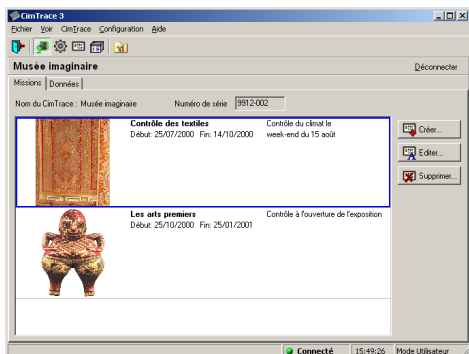 CimTrace 3
Fichier Voir CimTrace Configuration Aide
Musée imaginaire Déconnecter
Missions Données
Nom du CimTrace : Musée imaginaire Numéro de série 9912-002
Contrôle des textiles Contrôle du climat le
Début: 25/07/2000 Fin: 14/10/2000 week-end du 15 août
Créer...
Editer...
Supprimer...
Les arts premiers Contrôle à l'ouverture de l'exposition
Début: 25/10/2000 Fin: 25/01/2001
Connecté 15:49:26 Mode Utilisateur